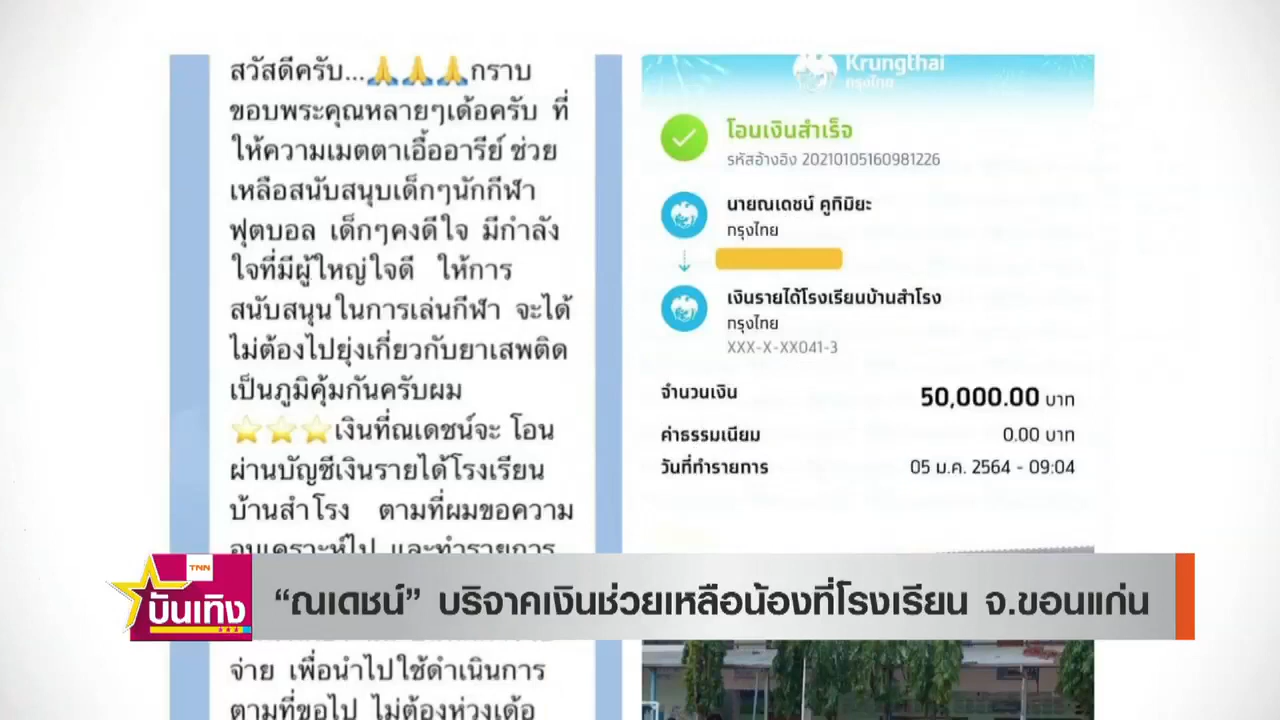 สวัสดีครับ...🙏🙏🙏กราบ
ขอบพระคุณหลายๆเด้อครับ ที่
ให้ความเมตตาเอื้ออารีย์ ช่วย
เหลือสนับสนุบเด็กๆนักกีฬา
ฟุตบอล เด็กๆคงดีใจ มีกำลัง
ใจที่มีผู้ใหญ่ใจดี ให้การ
สนับสนุนในการเล่นกีฬา จะได้
ไม่ต้องไปยุ่งเกี่ยวกับยาเสพติด
เป็นภูมิคุ้มกันครับผม
⭐⭐⭐เงินที่ณเดชน์จะ โอน
ผ่านบัญชีเงินรายได้โรงเรียน
บ้านสำโรง ตามที่ผมขอความ
อนุเคราะห์ไป และทำรายการ
จ่าย เพื่อนำไปใช้ดำเนินการ
ตามที่ขอไป ไม่ต้องห่วงเด้อ
Krungthai
กรุงไทย
โอนเงินสำเร็จ
รหัสอ้างอิง 20210105160981226
นายณเดชน์ คูกิมิยะ
กรุงไทย
เงินรายได้โรงเรียนบ้านสำโรง
กรุงไทย
XXX-X-XX041-3
จำนวนเงิน 50,000.00 บาท
ค่าธรรมเนียม 0.00 บาท
วันที่ทำรายการ 05 ม.ค. 2564 - 09:04
TNN
บันเทิง
“ณเดชน์” บริจาคเงินช่วยเหลือน้องที่โรงเรียน จ.ขอนแก่น